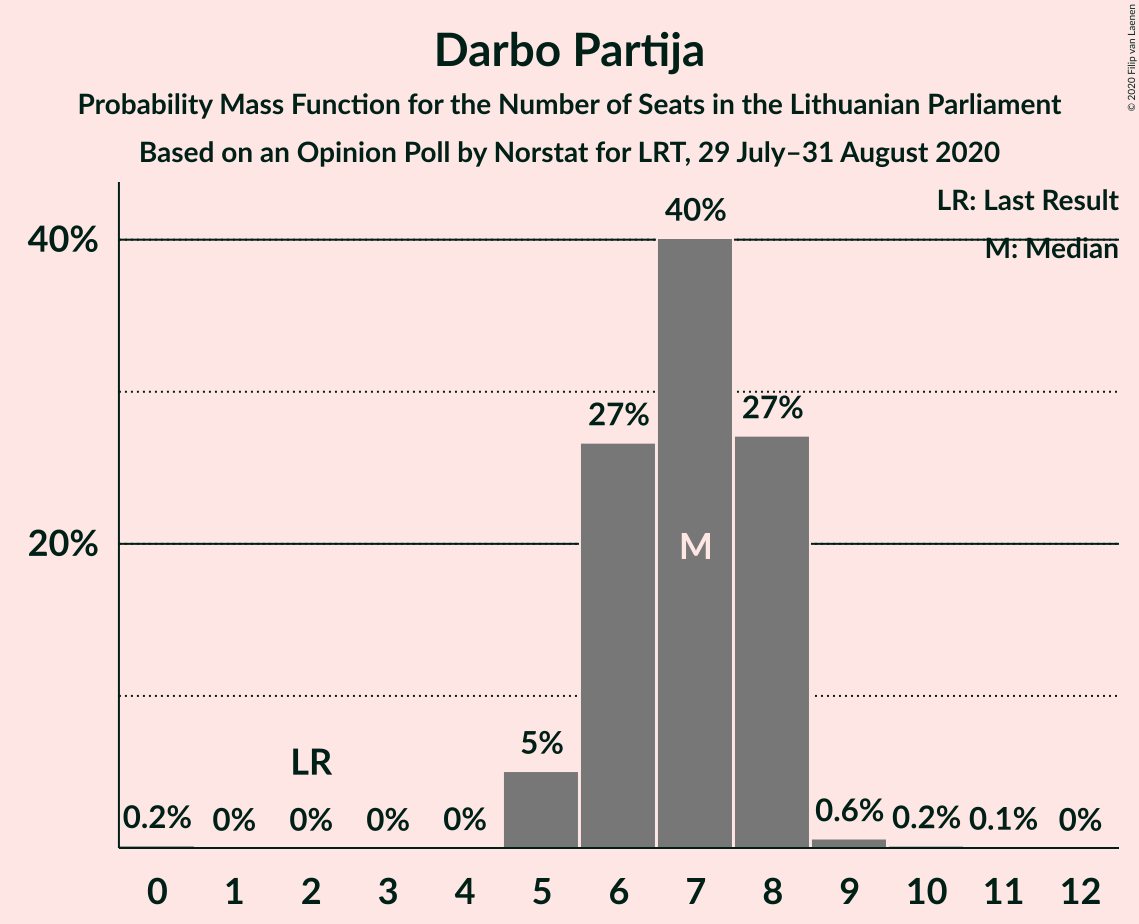 Darbo Partija
Probability Mass Function for the Number of Seats in the Lithuanian Parliament
Based on an Opinion Poll by Norstat for LRT, 29 July–31 August 2020
© 2020 Filip van Laenen
LR: Last Result
M: Median
40%
20%
0.2%
0%
LR
0%
0%
0%
5%
27%
40%
M
27%
0.6%
0.2%
0.1%
0%
0 1 2 3 4 5 6 7 8 9 10 11 12